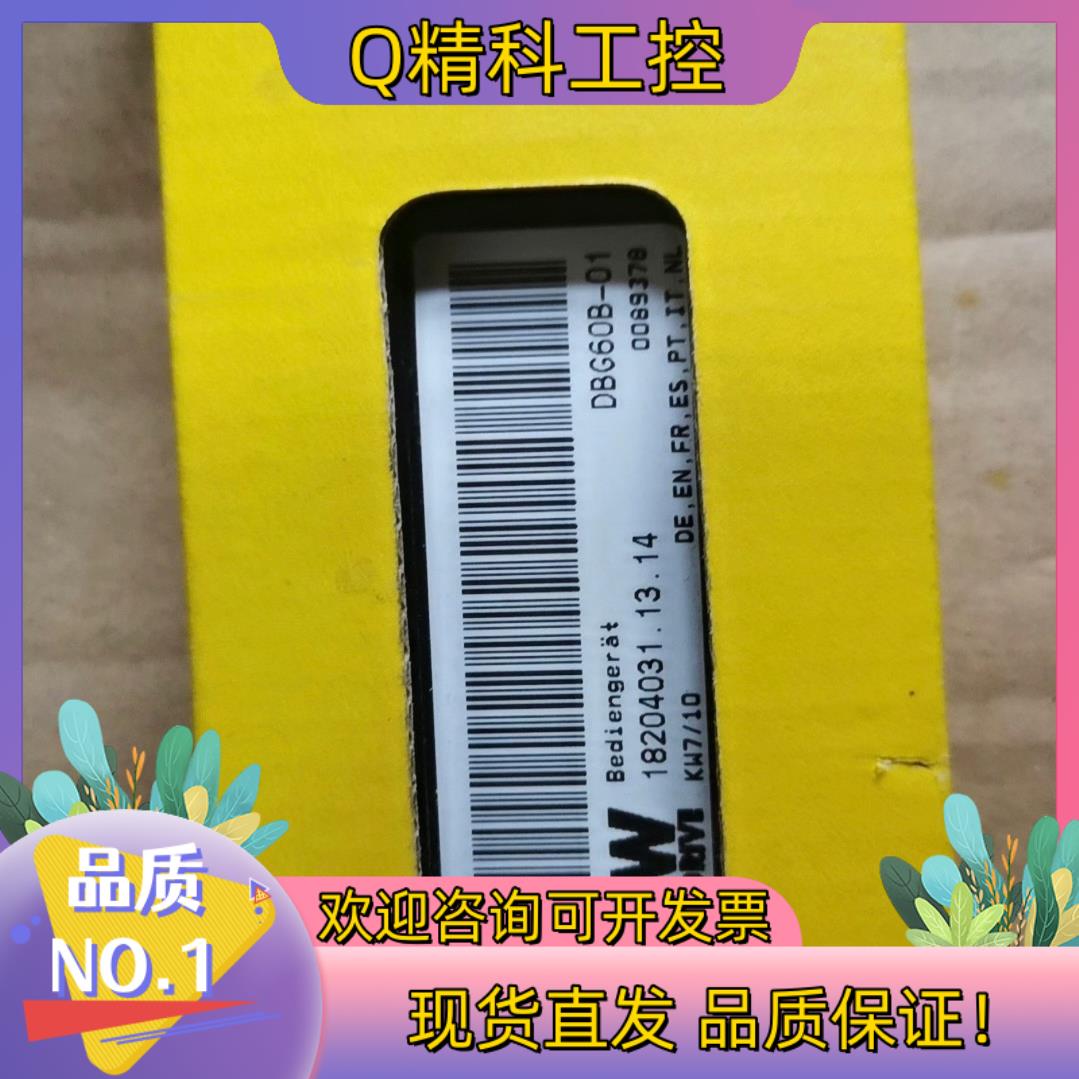 Q精科工控
DBG60B-01
0089378
DE,EN,FR,ES,PT,IT,NL
Bediengerät
18204031.13.14
KW7/10
W
DRIVE
品质
NO.1
欢迎咨询可开发票
现货直发 品质保证!